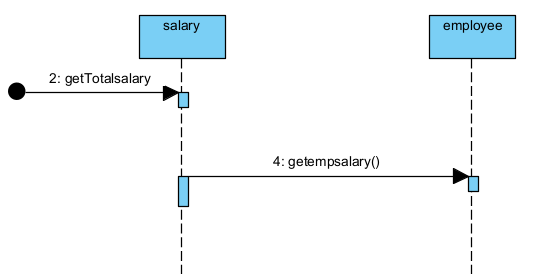 salary
employee
2: getTotalsalary
4: getempsalary()